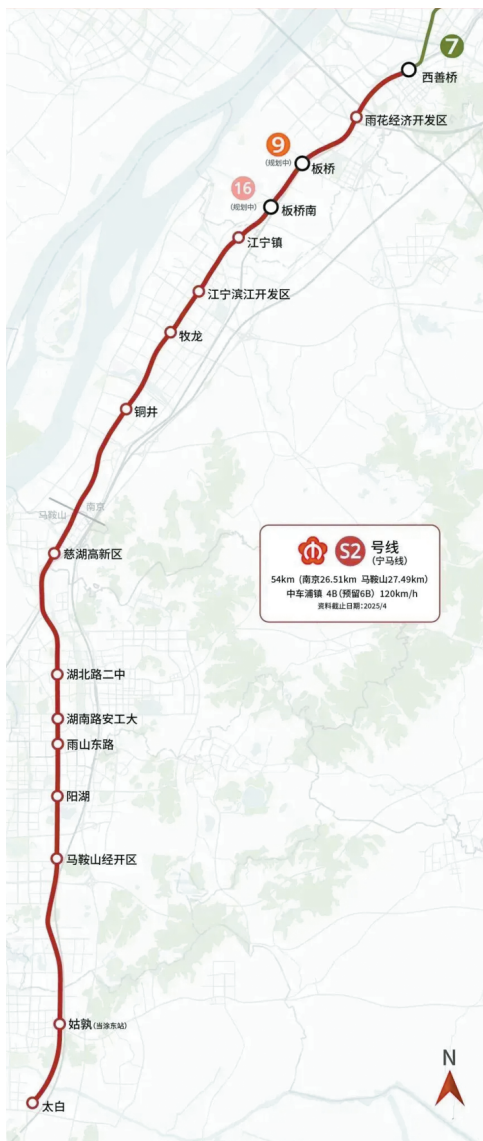 7
西善桥
雨花经济开发区
9
(规划中)
板桥
16
(规划中)
板桥南
江宁镇
江宁滨江开发区
牧龙
铜井
马鞍山
南京
慈湖高新区
S2 号线
(宁马线)
54km (南京26.51km 马鞍山27.49km)
中车浦镇 4B(预留6B) 120km/h
资料截止日期：2025/4
湖北路二中
湖南路安工大
雨山东路
阳湖
马鞍山经开区
姑孰(当涂东站)
太白
N